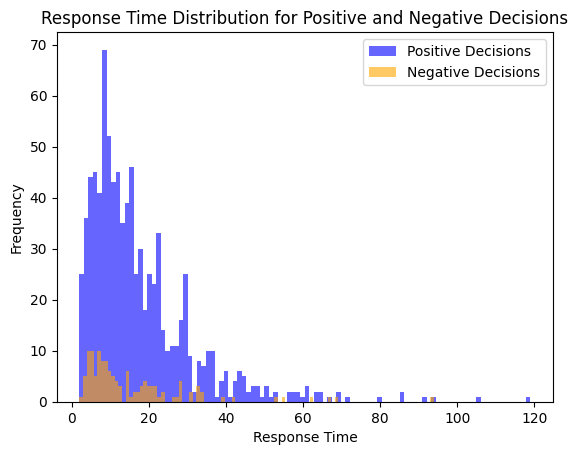 Response Time Distribution for Positive and Negative Decisions
Positive Decisions
Negative Decisions
70
60
50
40
30
20
10
0
Frequency
0 20 40 60 80 100 120
Response Time